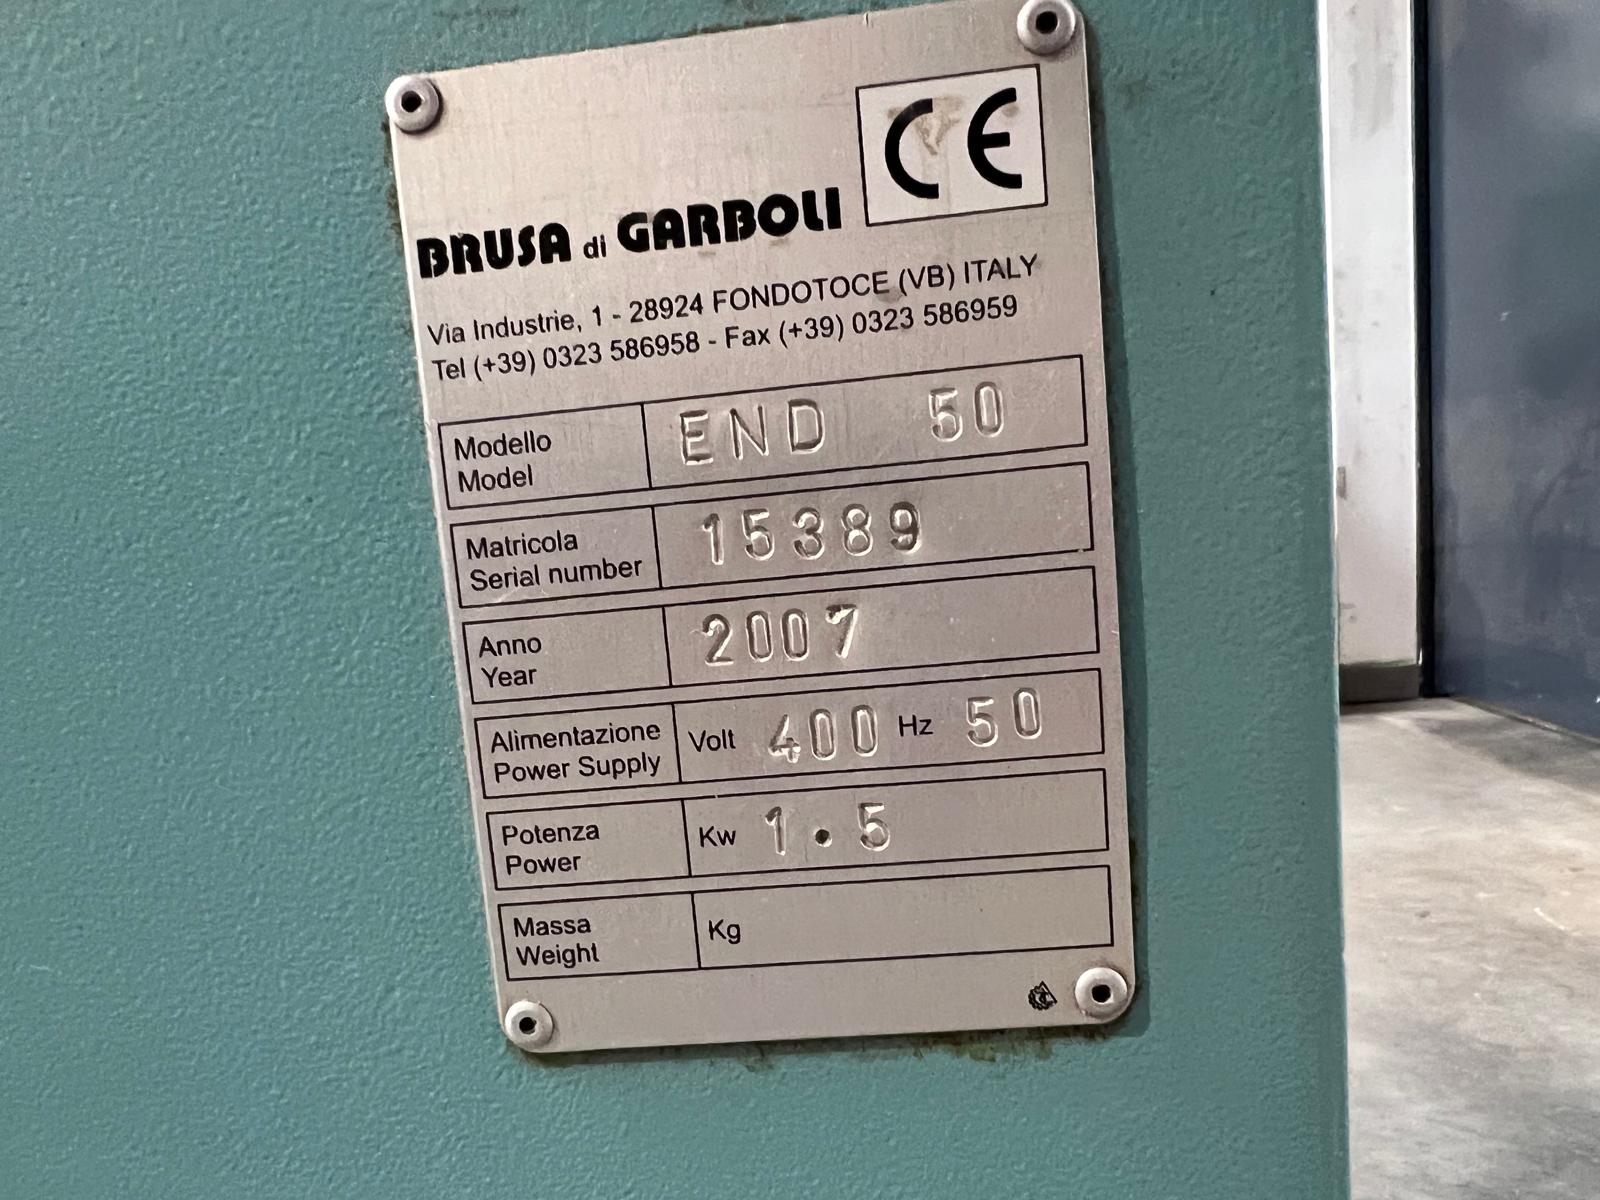 CE
BRUSA di GARBOLI
Via Industrie, 1 - 28924 FONDOTOCE (VB) ITALY
Tel (+39) 0323 586958 - Fax (+39) 0323 586959
Modello
Model
END 50
Matricola
Serial number
15389
Anno
Year
2007
Alimentazione
Power Supply
Volt 400 Hz 50
Potenza
Power
Kw 1.5
Massa
Weight
Kg